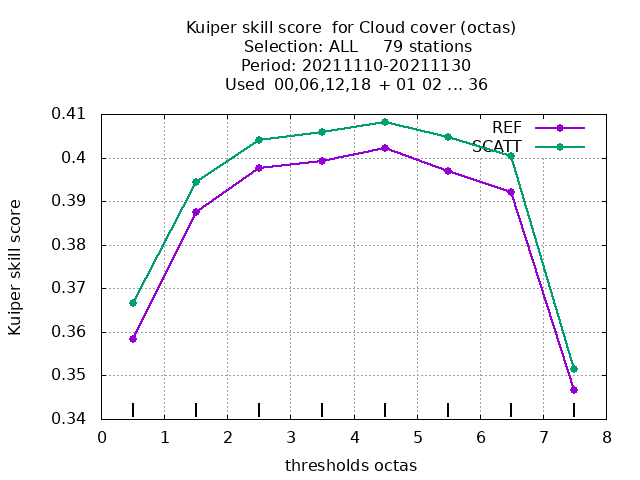 Kuiper skill score  for Cloud cover (octas)
Selection: ALL     79 stations
Period: 20211110-20211130
Used  00,06,12,18 + 01 02 ... 36
REF
SCATT
Kuiper skill score
0.41
0.4
0.39
0.38
0.37
0.36
0.35
0.34
0 1 2 3 4 5 6 7 8
thresholds octas